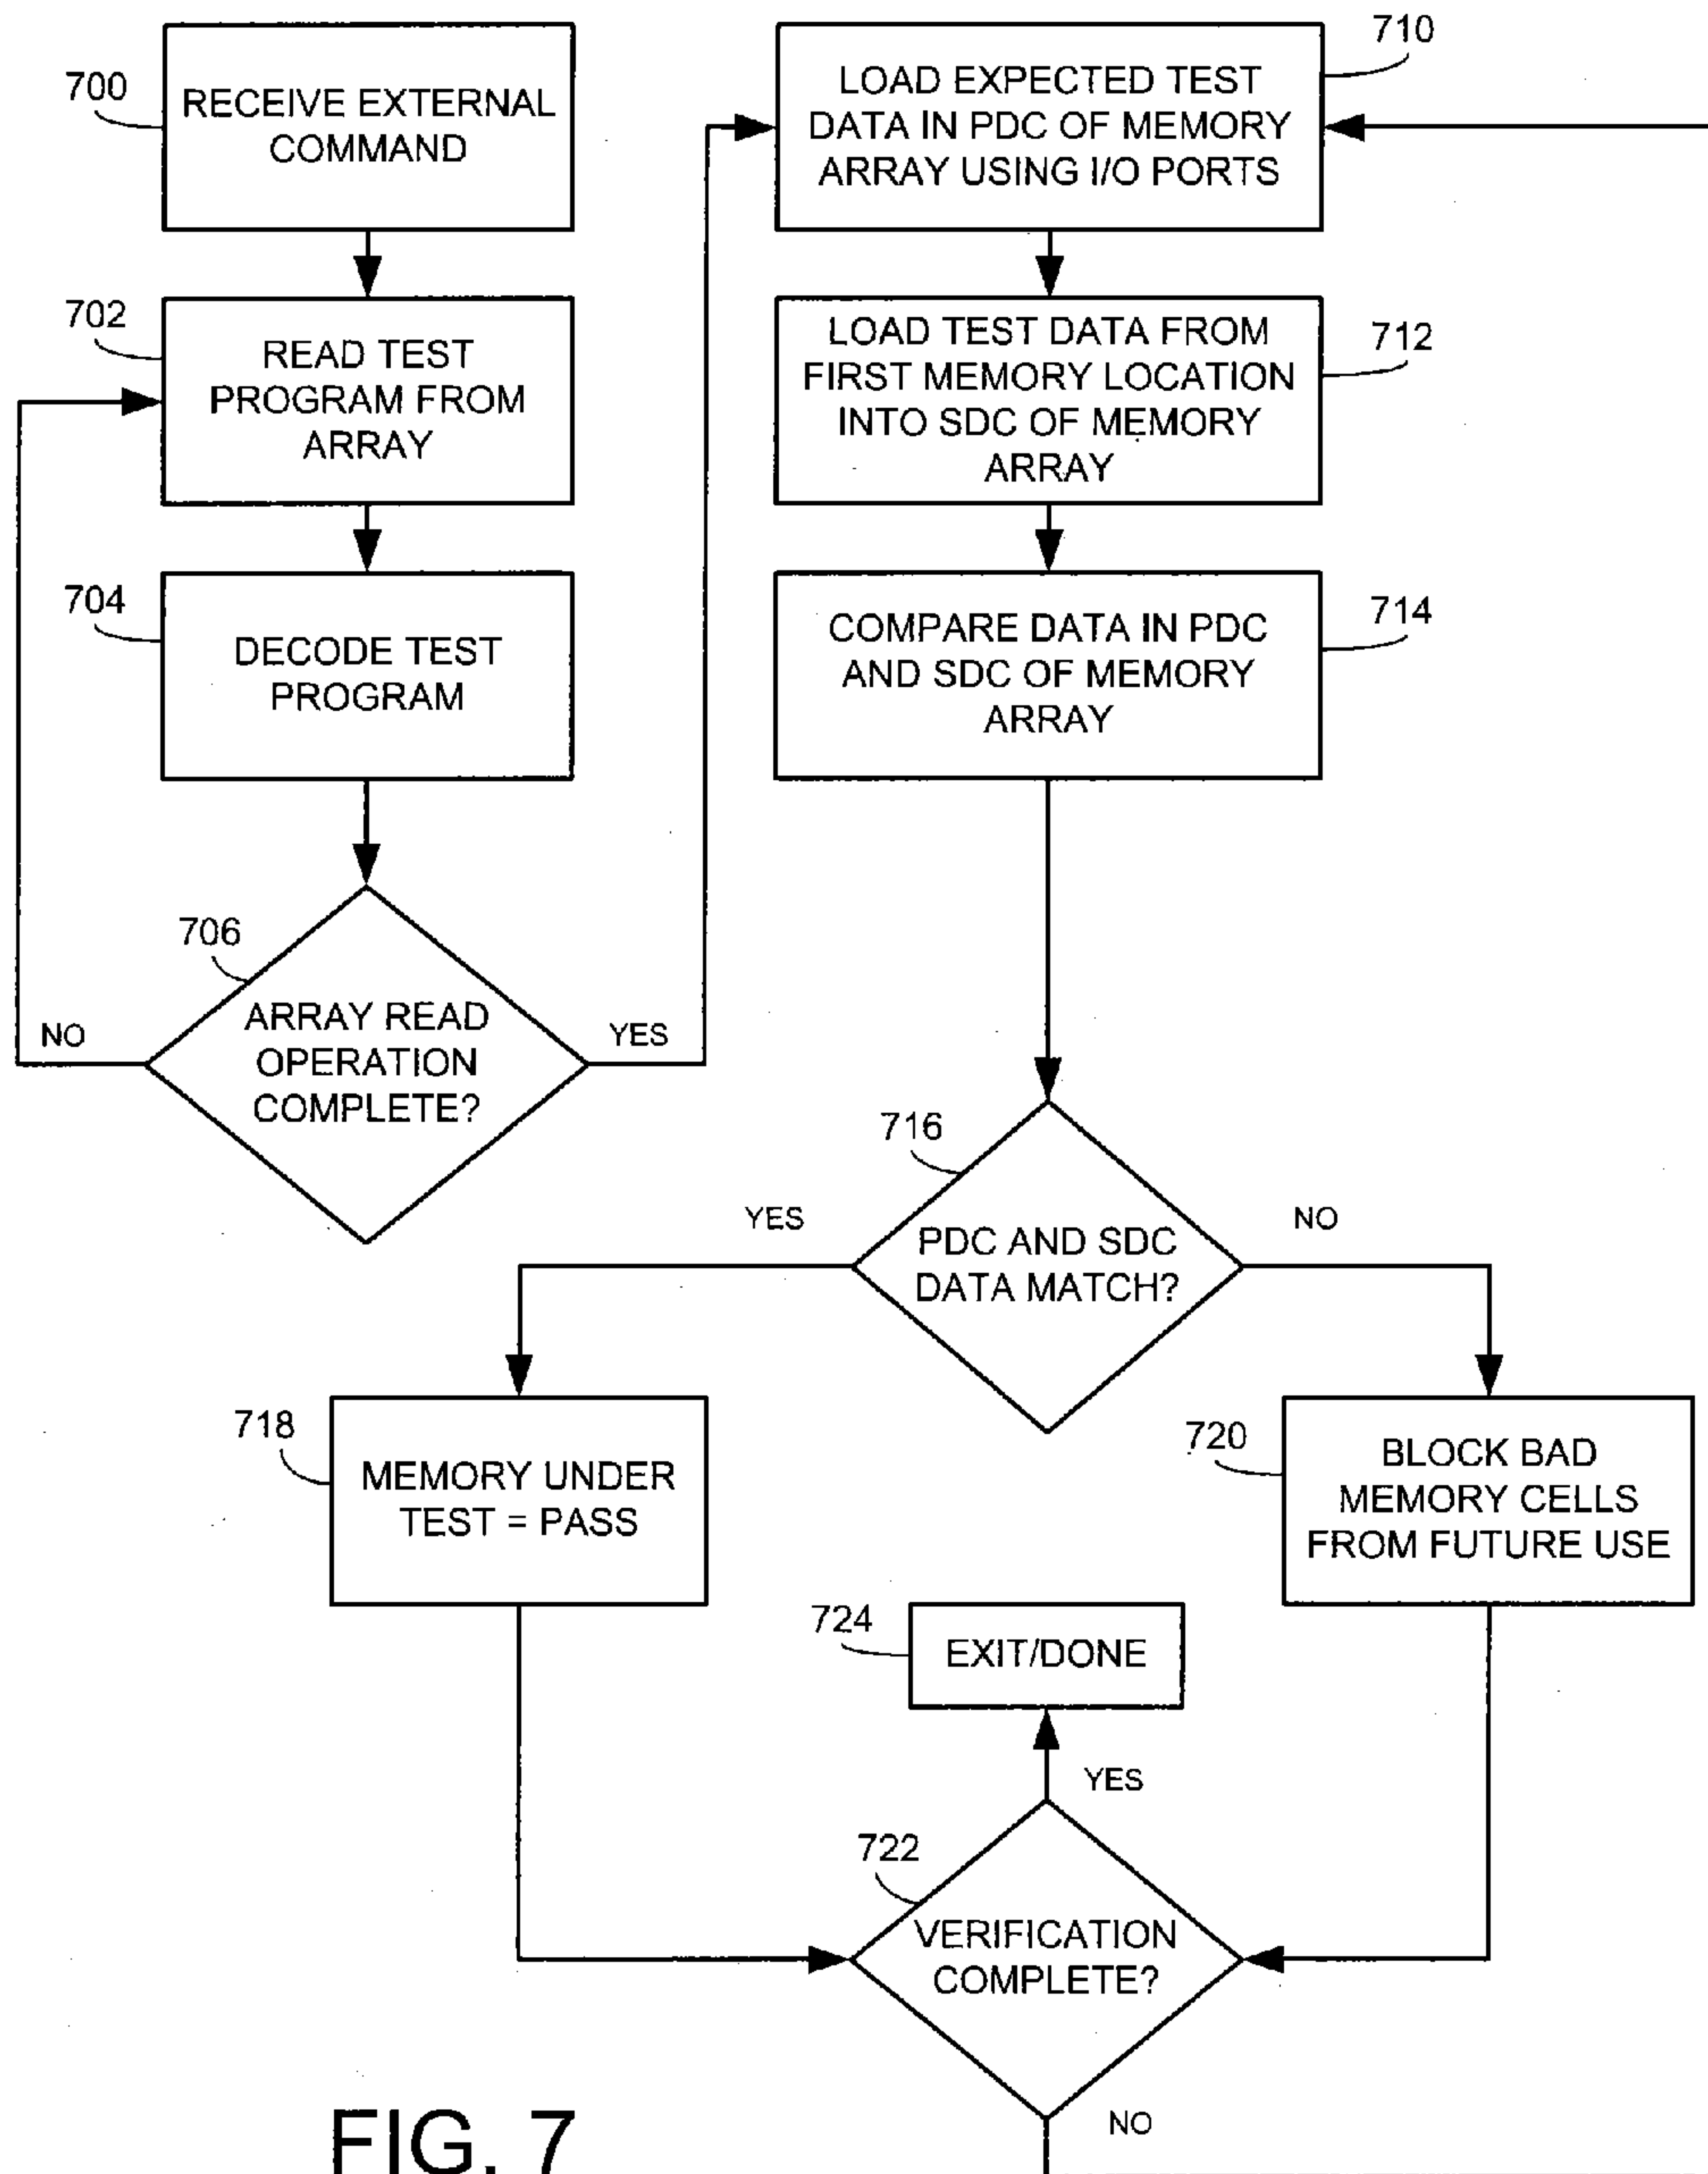 700
RECEIVE EXTERNAL
COMMAND
702
READ TEST
PROGRAM FROM
ARRAY
704
DECODE TEST
PROGRAM
706
ARRAY READ
OPERATION
COMPLETE?
NO
YES
710
LOAD EXPECTED TEST
DATA IN PDC OF MEMORY
ARRAY USING I/O PORTS
712
LOAD TEST DATA FROM
FIRST MEMORY LOCATION
INTO SDC OF MEMORY
ARRAY
714
COMPARE DATA IN PDC
AND SDC OF MEMORY
ARRAY
716
PDC AND SDC
DATA MATCH?
YES
NO
718
MEMORY UNDER
TEST = PASS
720
BLOCK BAD
MEMORY CELLS
FROM FUTURE USE
724
EXIT/DONE
YES
722
VERIFICATION
COMPLETE?
NO
FIG. 7